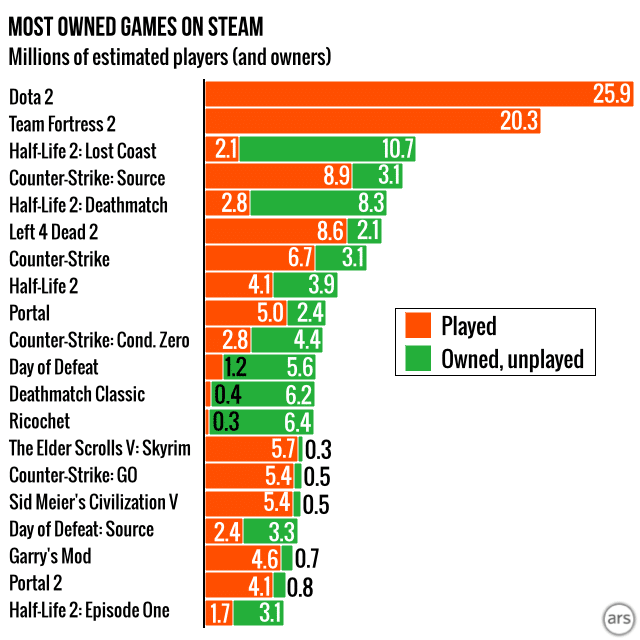 MOST OWNED GAMES ON STEAM
Millions of estimated players (and owners)
Dota 2 25.9
Team Fortress 2 20.3
Half-Life 2: Lost Coast 2.1 10.7
Counter-Strike: Source 8.9 3.1
Half-Life 2: Deathmatch 2.8 8.3
Left 4 Dead 2 8.6 2.1
Counter-Strike 6.7 3.1
Half-Life 2 4.1 3.9
Portal 5.0 2.4
Counter-Strike: Cond. Zero 2.8 4.4
Day of Defeat 1.2 5.6
Deathmatch Classic 0.4 6.2
Ricochet 0.3 6.4
The Elder Scrolls V: Skyrim 5.7 0.3
Counter-Strike: GO 5.4 0.5
Sid Meier's Civilization V 5.4 0.5
Day of Defeat: Source 2.4 3.3
Garry's Mod 4.6 0.7
Portal 2 4.1 0.8
Half-Life 2: Episode One 1.7 3.1
Played
Owned, unplayed
ars